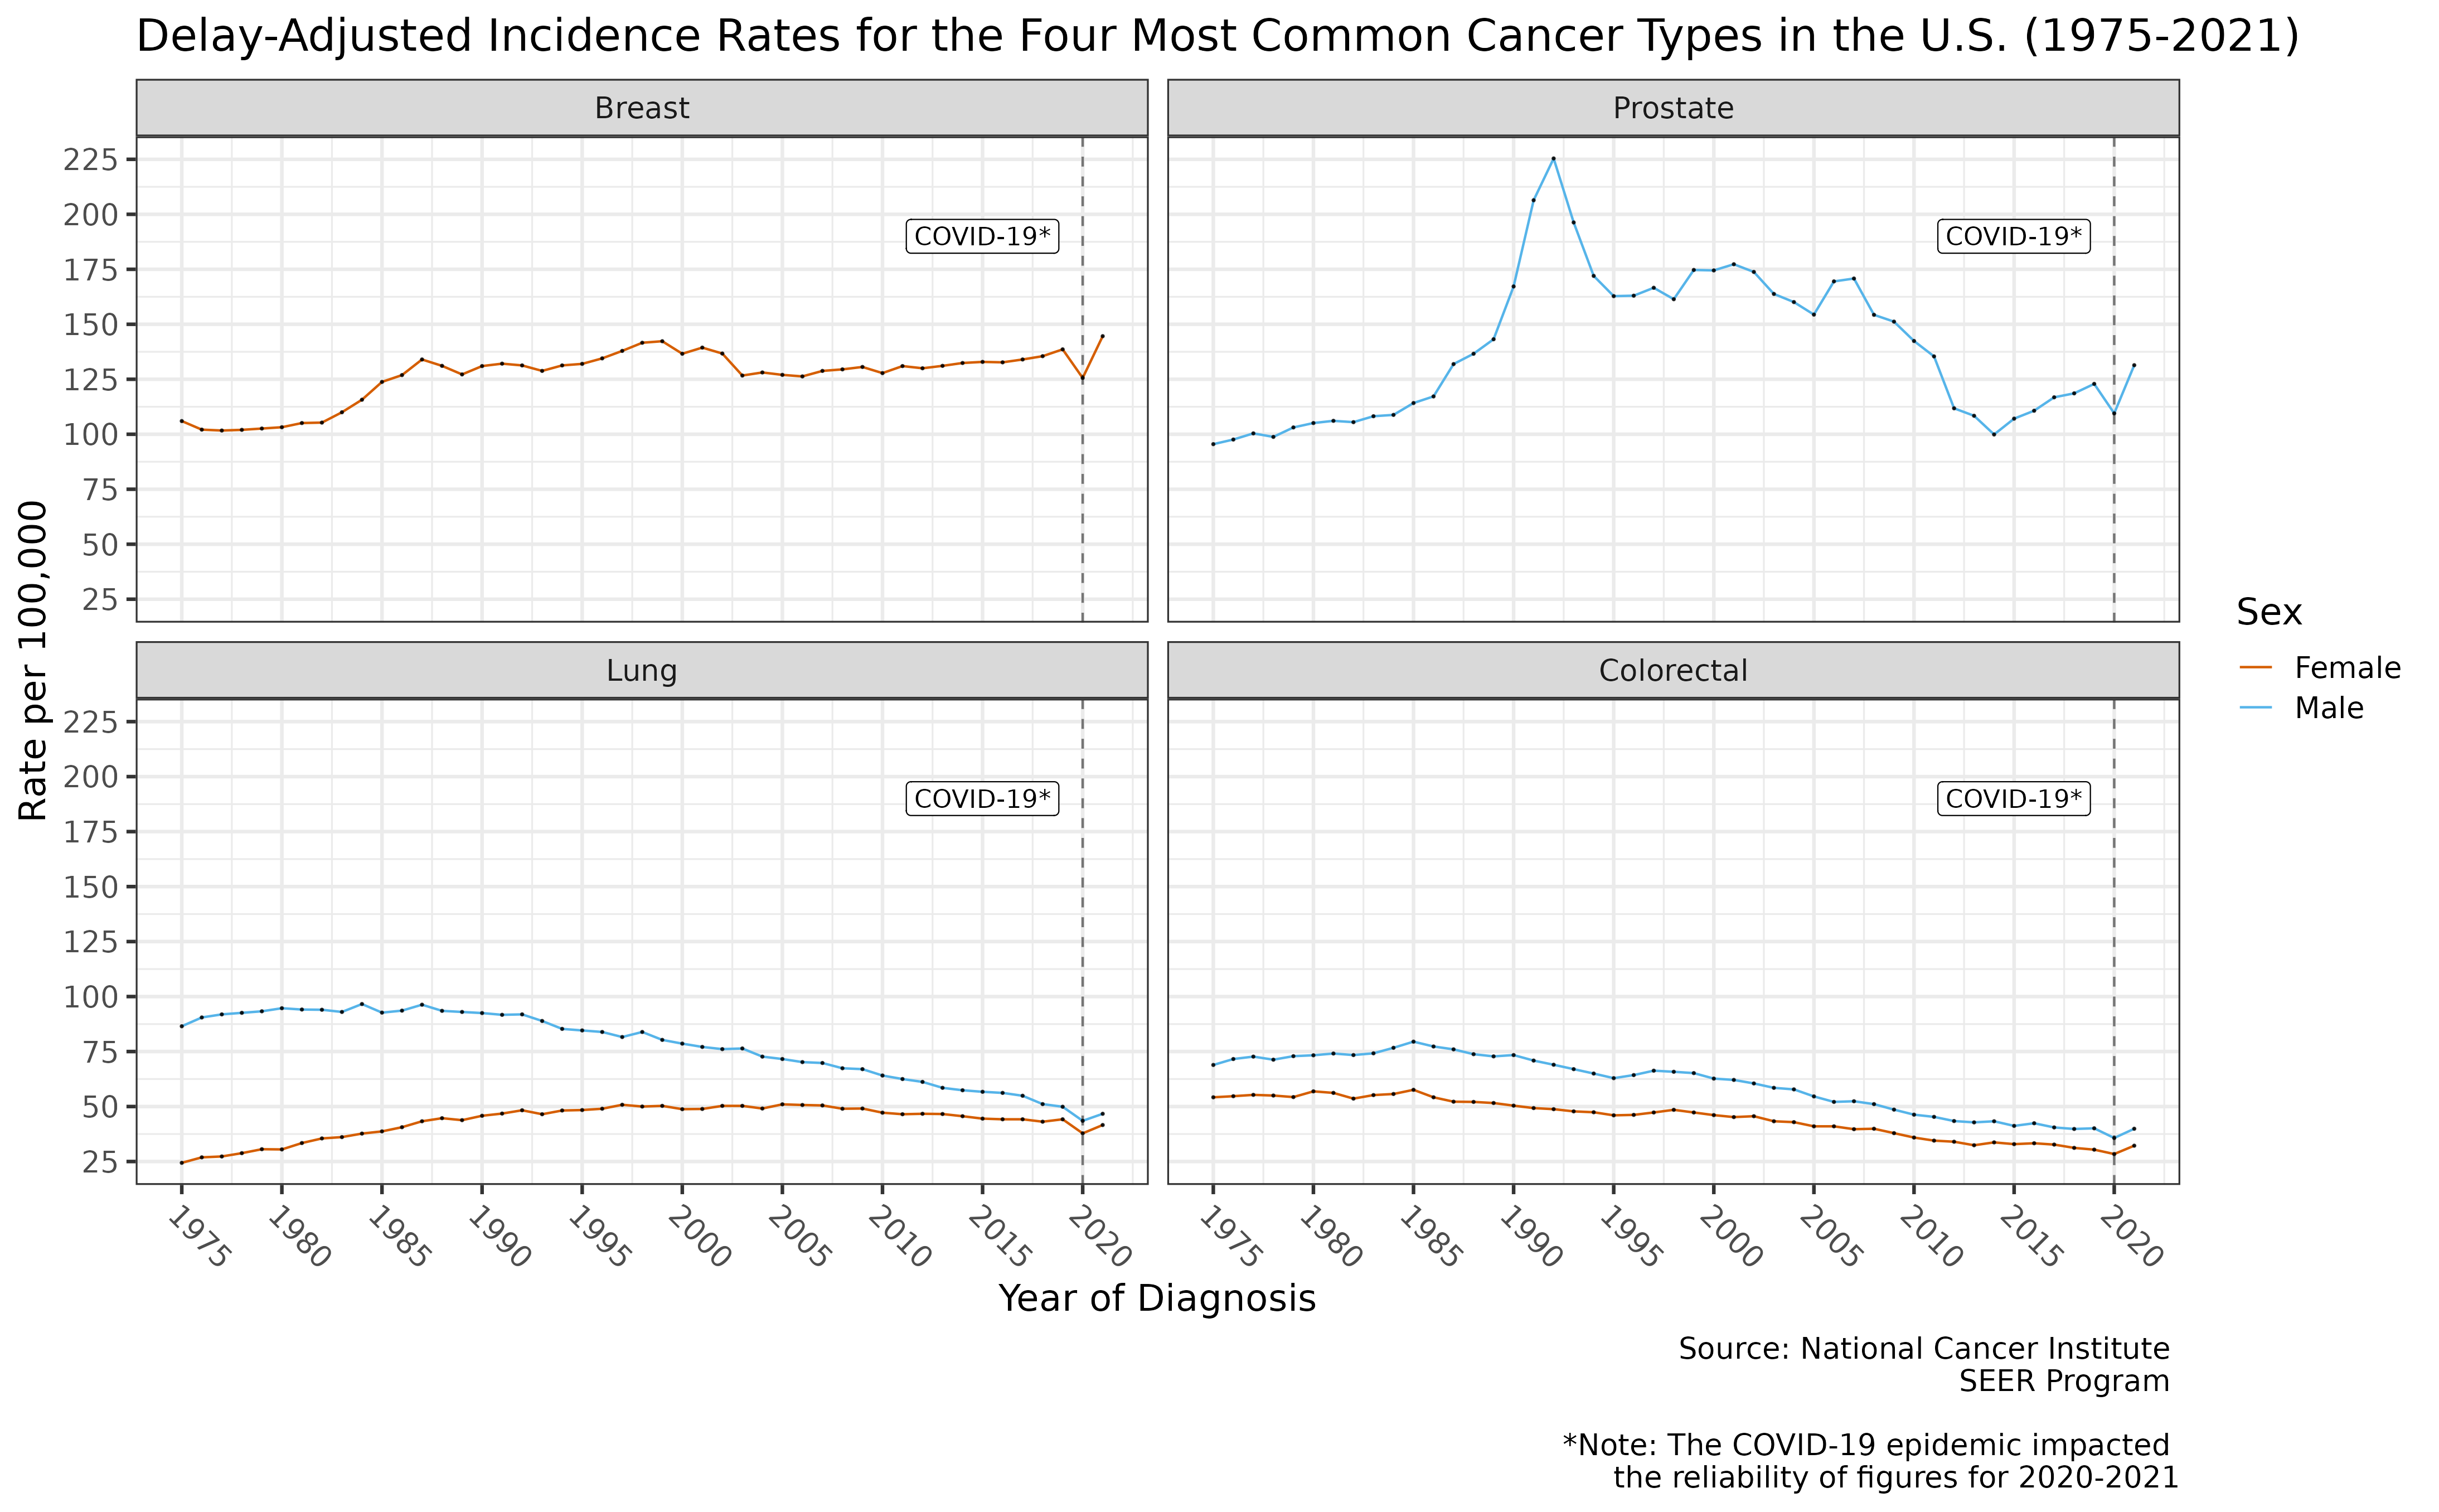 Delay-Adjusted Incidence Rates for the Four Most Common Cancer Types in the U.S. (1975-2021)
Breast
Prostate
225
200
175
150
125
100
75
50
25
COVID-19*
COVID-19*
Rate per 100,000
Sex
Female
Male
Lung
Colorectal
225
200
175
150
125
100
75
50
25
COVID-19*
COVID-19*
1975 1980 1985 1990 1995 2000 2005 2010 2015 2020
1975 1980 1985 1990 1995 2000 2005 2010 2015 2020
Year of Diagnosis
Source: National Cancer Institute
SEER Program
*Note: The COVID-19 epidemic impacted
the reliability of figures for 2020-2021